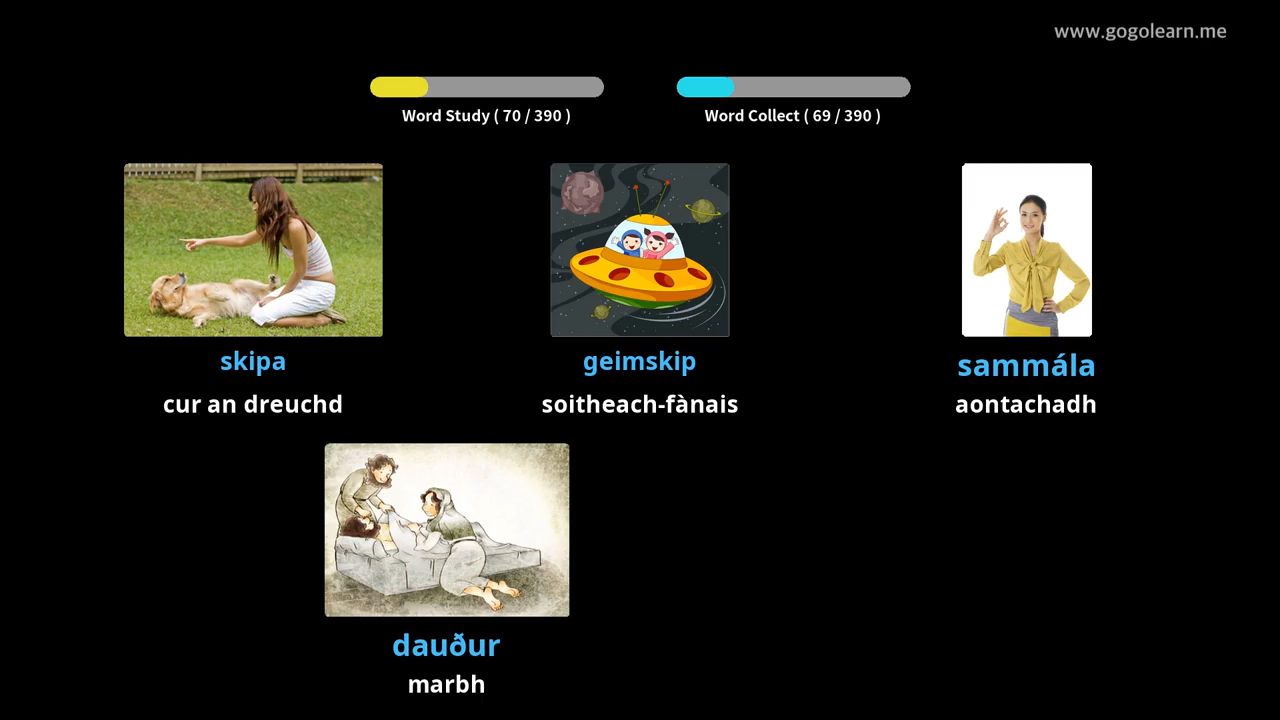 www.gogolearn.me
Word Study ( 70 / 390 )
Word Collect ( 69 / 390 )
skipa
cur an dreuchd
geimskip
soitheach-fànais
sammála
aontachadh
dauður
marbh